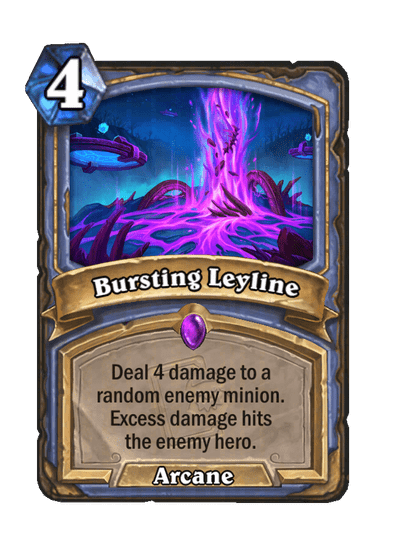 4
Bursting Leyline
Deal 4 damage to a
random enemy minion.
Excess damage hits
the enemy hero.
Arcane